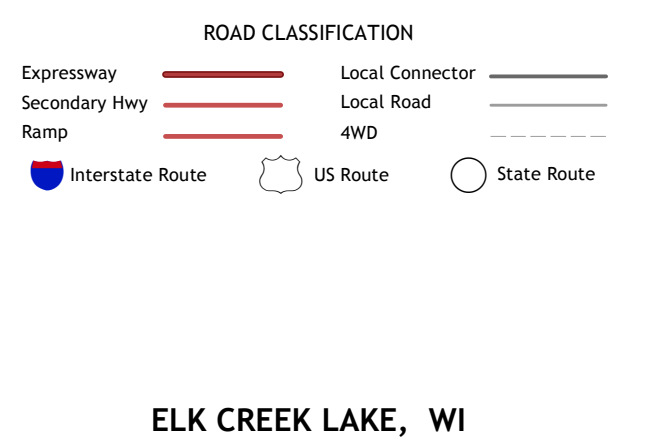 ROAD CLASSIFICATION
Expressway
Local Connector
Secondary Hwy
Local Road
Ramp
4WD
Interstate Route
US Route
State Route
ELK CREEK LAKE, WI